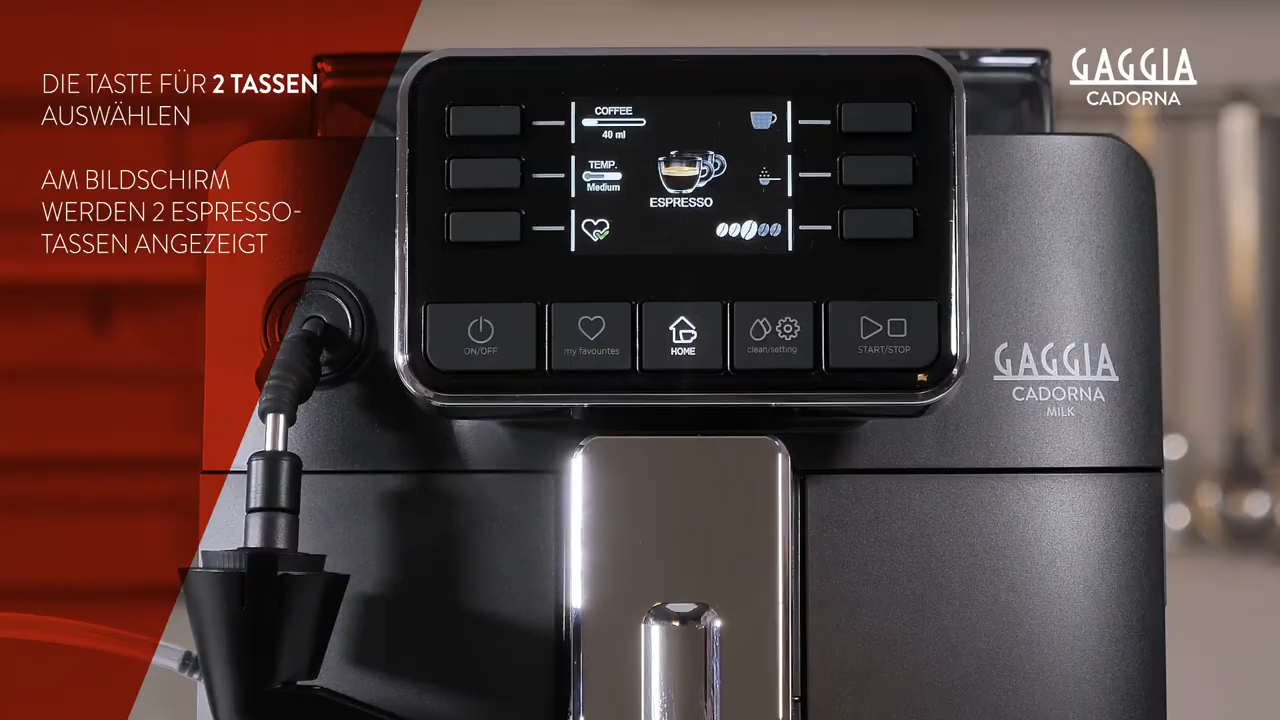 DIE TASTE FÜR 2 TASSEN
AUSWÄHLEN
AM BILDSCHIRM
WERDEN 2 ESPRESSO-
TASSEN ANGEZEIGT
GAGGIA
CADORNA
COFFEE
40 ml
TEMP.
Medium
ESPRESSO
ON/OFF
my favourites
HOME
clean/setting
START/STOP
GAGGIA
CADORNA
MILK